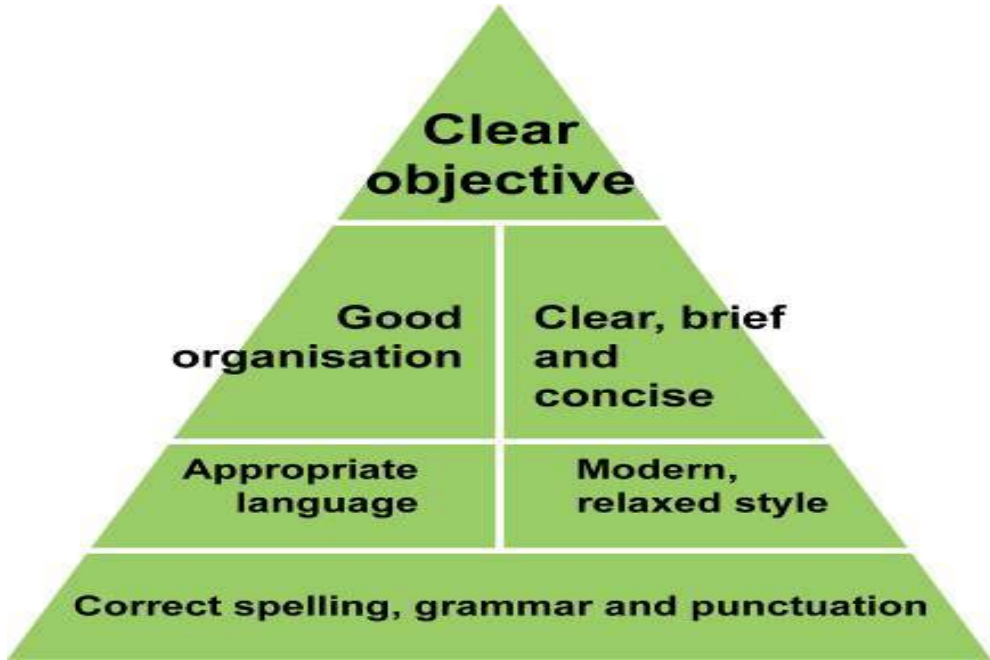 Clear
objective
Good
organisation
Clear, brief
and
concise
Appropriate
language
Modern,
relaxed style
Correct spelling, grammar and punctuation